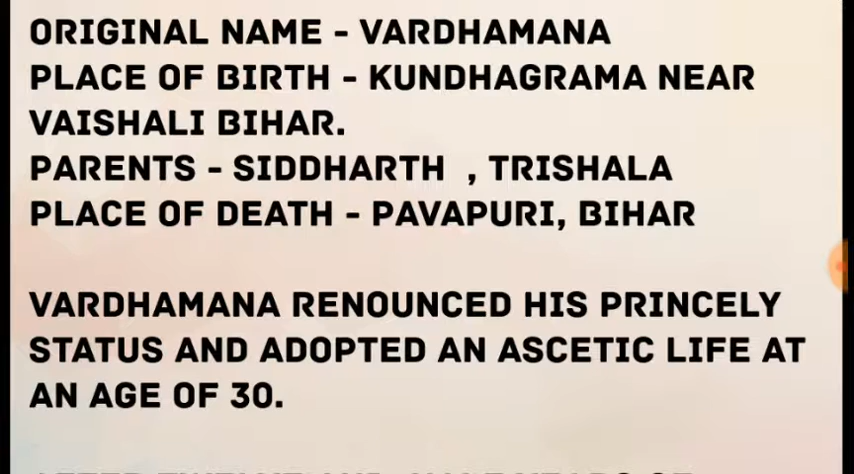 ORIGINAL NAME - VARDHAMANA
PLACE OF BIRTH - KUNDHAGRAMA NEAR
VAISHALI BIHAR.
PARENTS - SIDDHARTH , TRISHALA
PLACE OF DEATH - PAVAPURI, BIHAR
VARDHAMANA RENOUNCED HIS PRINCELY
STATUS AND ADOPTED AN ASCETIC LIFE AT
AN AGE OF 30.